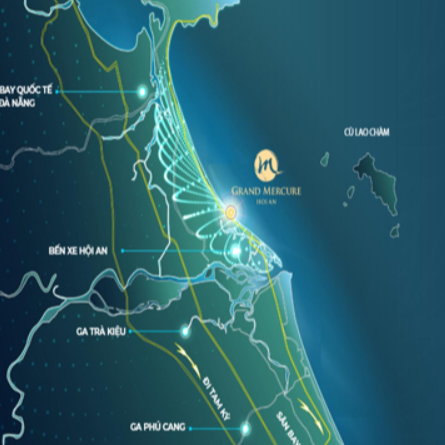 BAY QUỐC TẾ
ĐÀ NẴNG
CÙ LAO CHÀM
GRAND MERCURE
HOI AN
BẾN XE HỘI AN
GA TRÀ KIỆU
ĐI TAM KỲ
SÂN BAY
GA PHÚ CANG